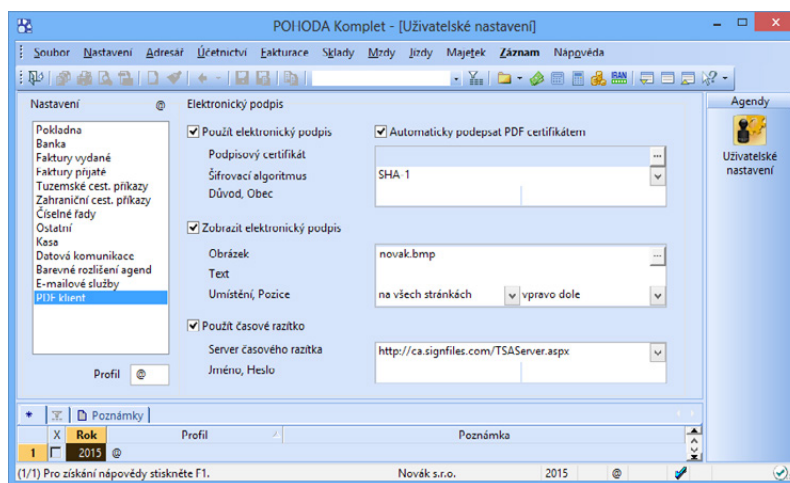 POHODA Komplet - [Uživatelské nastavení]
Soubor Nastavení Adresář Účetnictví Fakturace Sklady Mzdy Jízdy Majetek Záznam Nápověda
IBAN
Nastavení @
Pokladna
Banka
Faktury vydané
Faktury přijaté
Tuzemské cest. příkazy
Zahraniční cest. příkazy
Číselné řady
Ostatní
Kasa
Datová komunikace
Barevné rozlišení agend
E-mailové služby
PDF klient
Profil @
Elektronický podpis
Použít elektronický podpis Automaticky podepsat PDF certifikátem
Podpisový certifikát ...
Šifrovací algoritmus SHA-1
Důvod, Obec
Zobrazit elektronický podpis
Obrázek novak.bmp ...
Text
Umístění, Pozice na všech stránkách vpravo dole
Použít časové razítko
Server časového razítka http://ca.signfiles.com/TSAServer.aspx
Jméno, Heslo
Agendy
Uživatelské
nastavení
* Poznámky
X Rok Profil Poznámka
1 2015 @
(1/1) Pro získání nápovědy stiskněte F1. Novák s.r.o. 2015 @